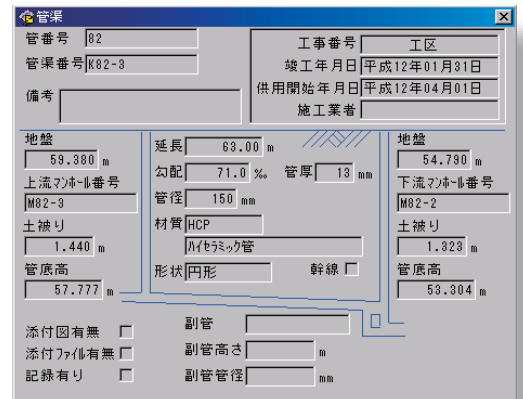 管渠
管番号 82
管渠番号 K82-3
備考
工事番号 工区
竣工年月日 平成12年01月31日
供用開始年月日 平成12年04月01日
施工業者
地盤
59.380 m
上流マンホール番号
M82-3
土被り
1.440 m
管底高
57.777 m
延長 63.00 m
勾配 71.0 ‰ 管厚 13 mm
管径 150 mm
材質 HCP
ハイセラミック管
形状 円形 幹線
地盤
54.790 m
下流マンホール番号
M82-2
土被り
1.323 m
管底高
53.304 m
添付図有無
添付ファイル有無
記録有り
副管
副管高さ m
副管管径 mm